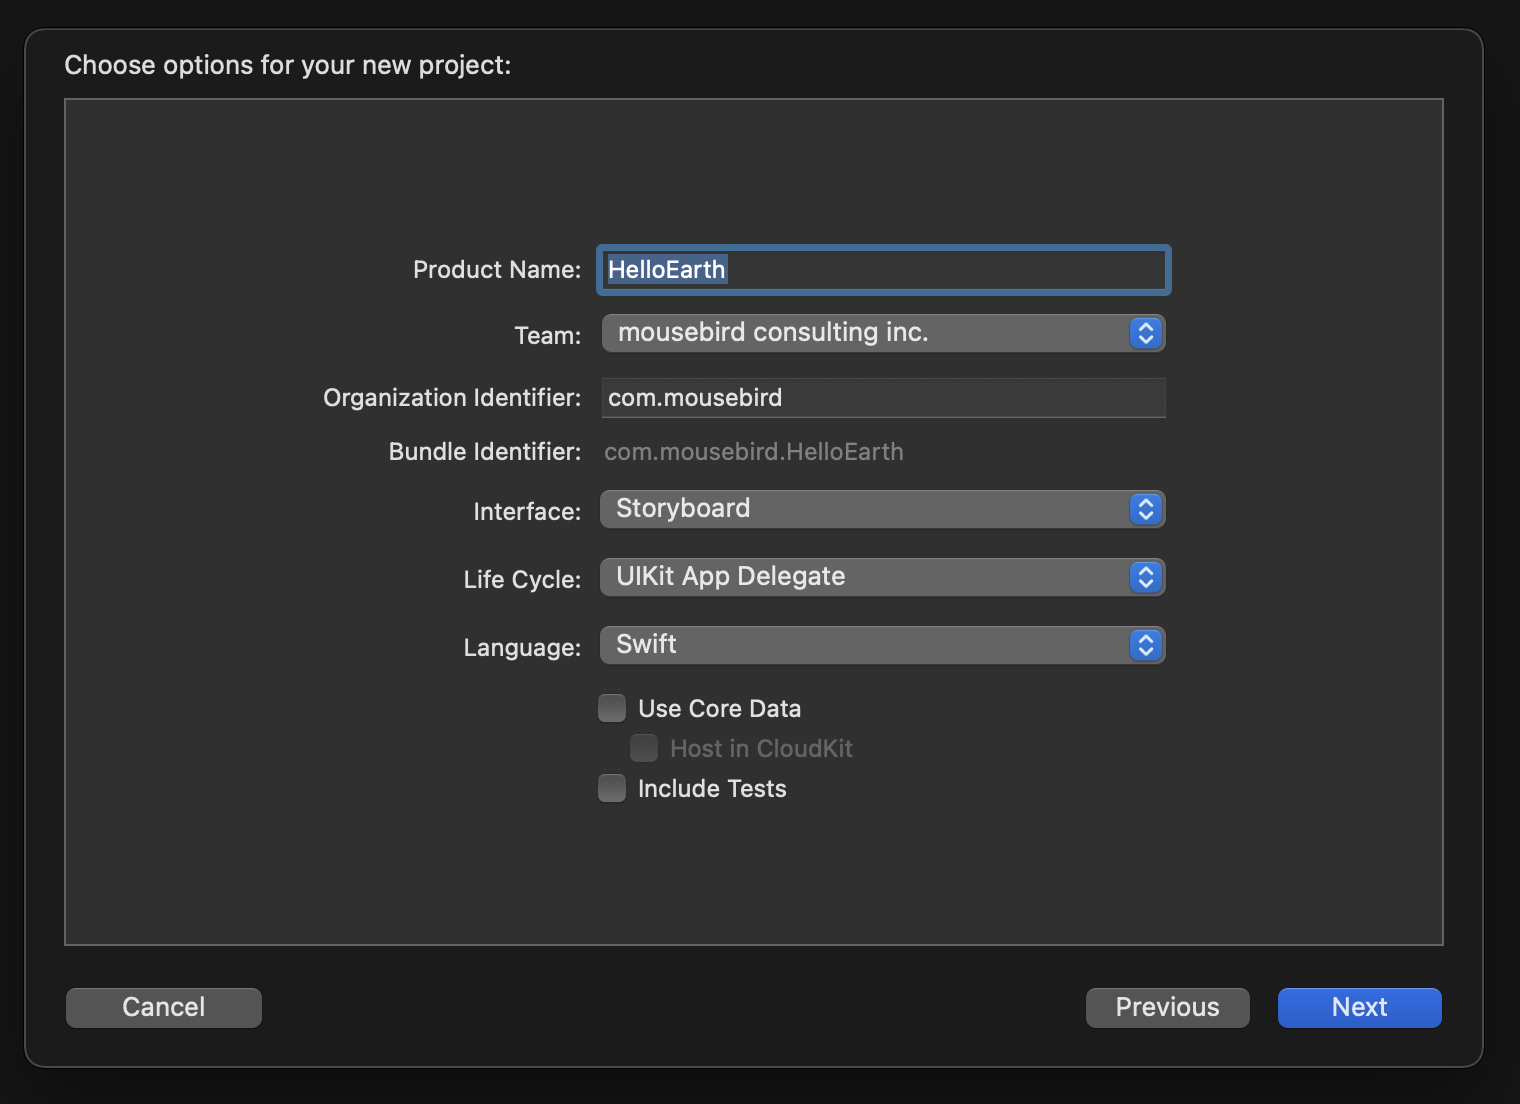 Choose options for your new project:
Product Name: HelloEarth
Team: mousebird consulting inc.
Organization Identifier: com.mousebird
Bundle Identifier: com.mousebird.HelloEarth
Interface: Storyboard
Life Cycle: UIKit App Delegate
Language: Swift
Use Core Data
Host in CloudKit
Include Tests
Cancel Previous Next